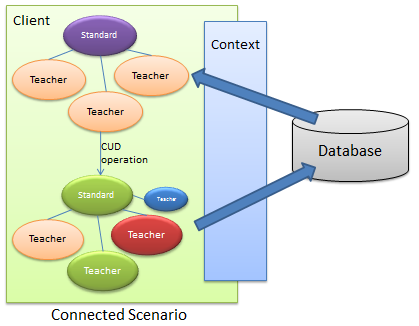 Client
Context
Standard
Teacher
Teacher
Teacher
CUD
operation
Database
Standard
Teacher
Teacher
Teacher
Teacher
Connected Scenario